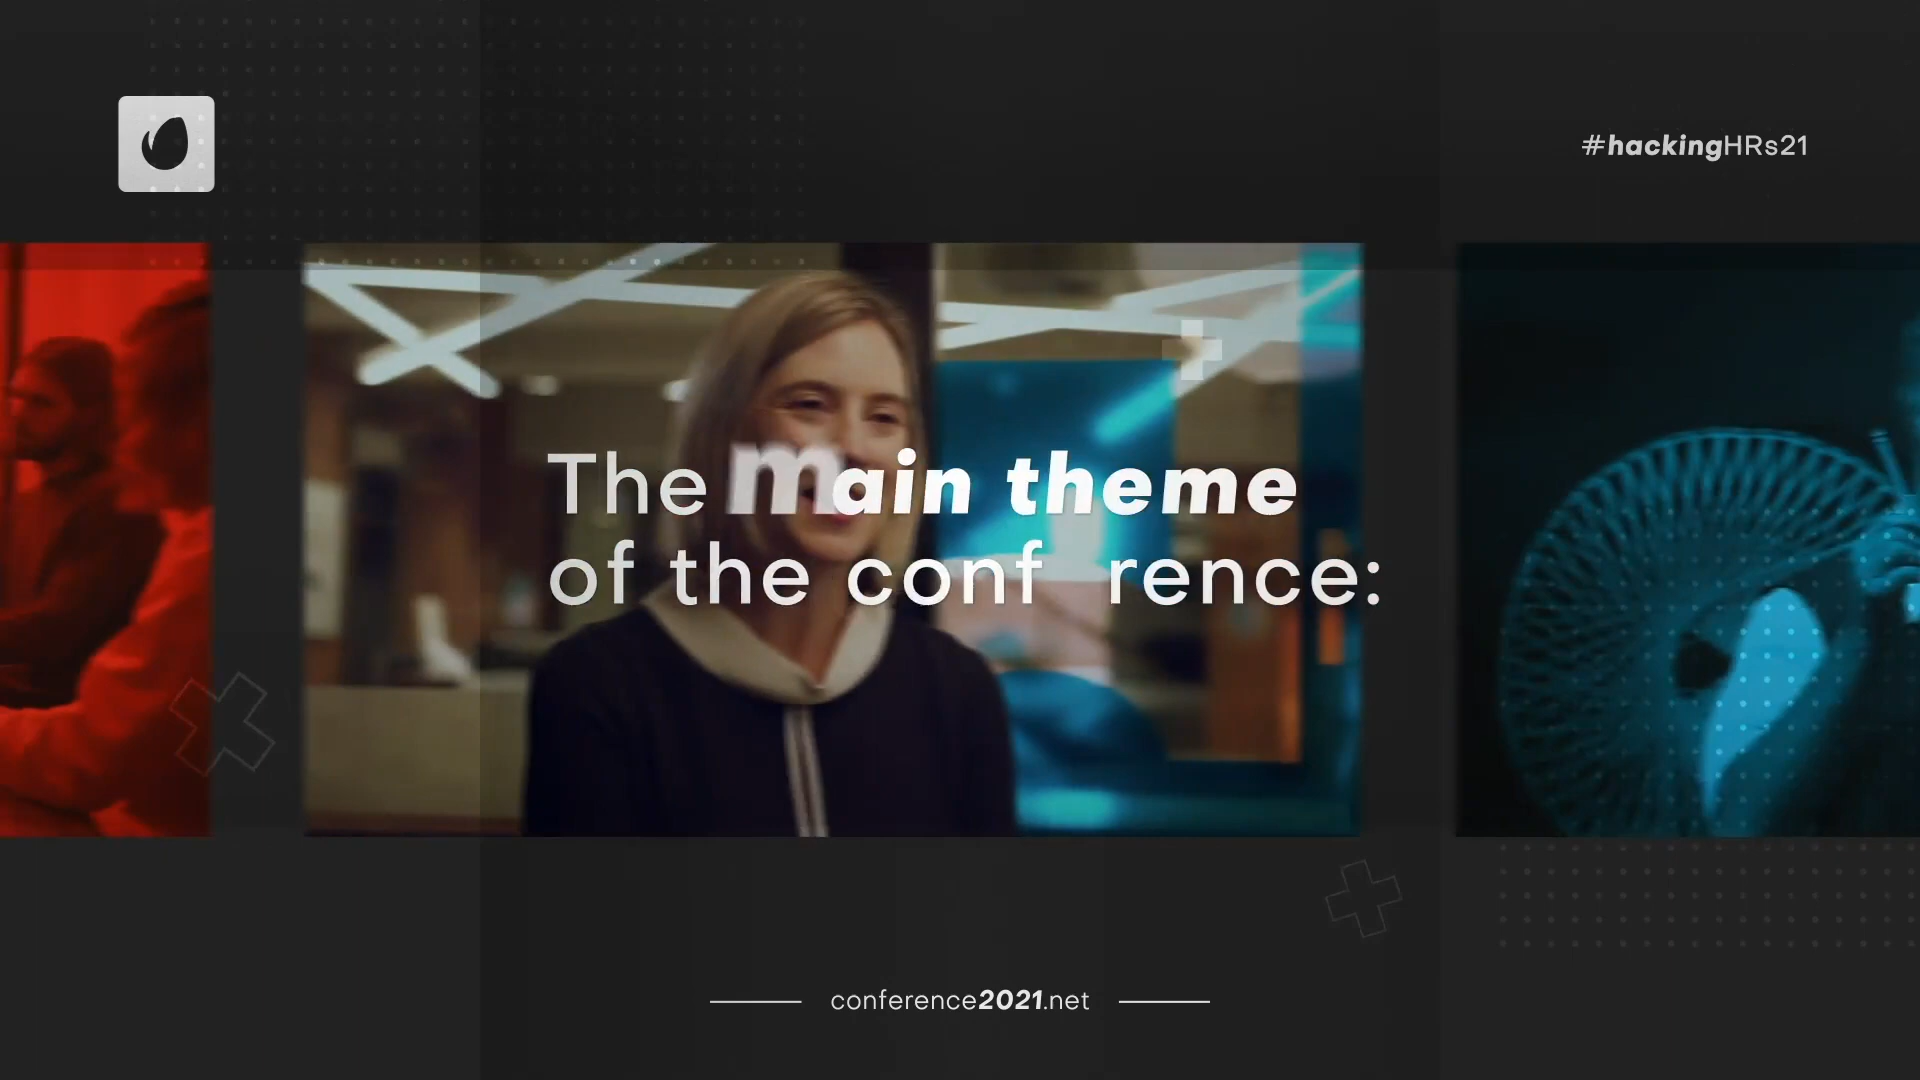 #hackingHRs21
The main theme
of the conf rence:
conference2021.net